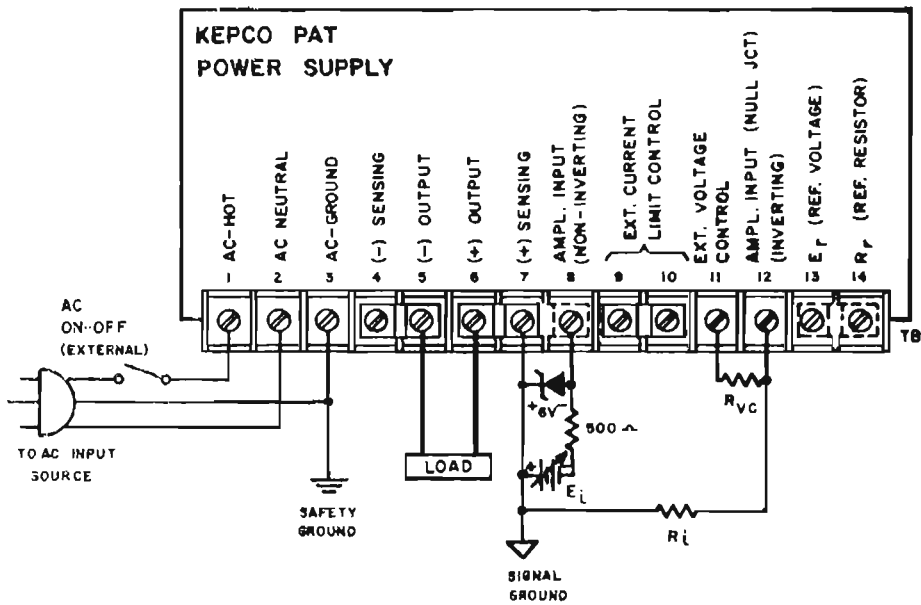 KEPCO PAT
POWER SUPPLY
AC-HOT
AC NEUTRAL
AC-GROUND
(-) SENSING
(-) OUTPUT
(+) OUTPUT
(+) SENSING
AMPL. INPUT
(NON-INVERTING)
EXT. CURRENT
LIMIT CONTROL
EXT. VOLTAGE
CONTROL
AMPL. INPUT (NULL JCT)
(INVERTING)
Er (REF. VOLTAGE)
Rr (REF. RESISTOR)
1 2 3 4 5 6 7 8 9 10 11 12 13 14
TB
AC
ON-OFF
(EXTERNAL)
TO AC INPUT
SOURCE
SAFETY
GROUND
LOAD
+6V-
500 Ω
+
Ei
RVC
Ri
SIGNAL
GROUND